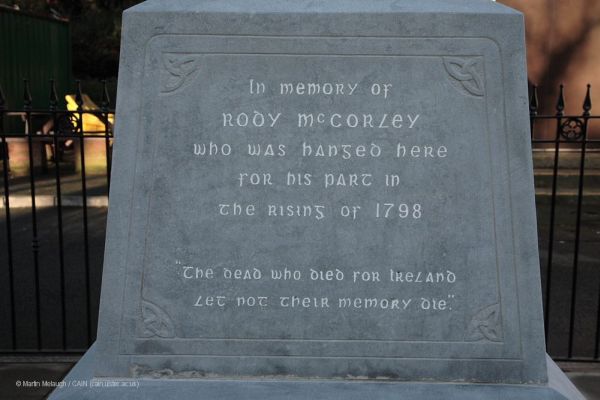 In memory of
Rody McCorley
who was hanged here
for his part in
the rising of 1798
"The dead who died for Ireland
let not their memory die."
© Martin Melaugh / CAIN (cain.ulster.ac.uk)